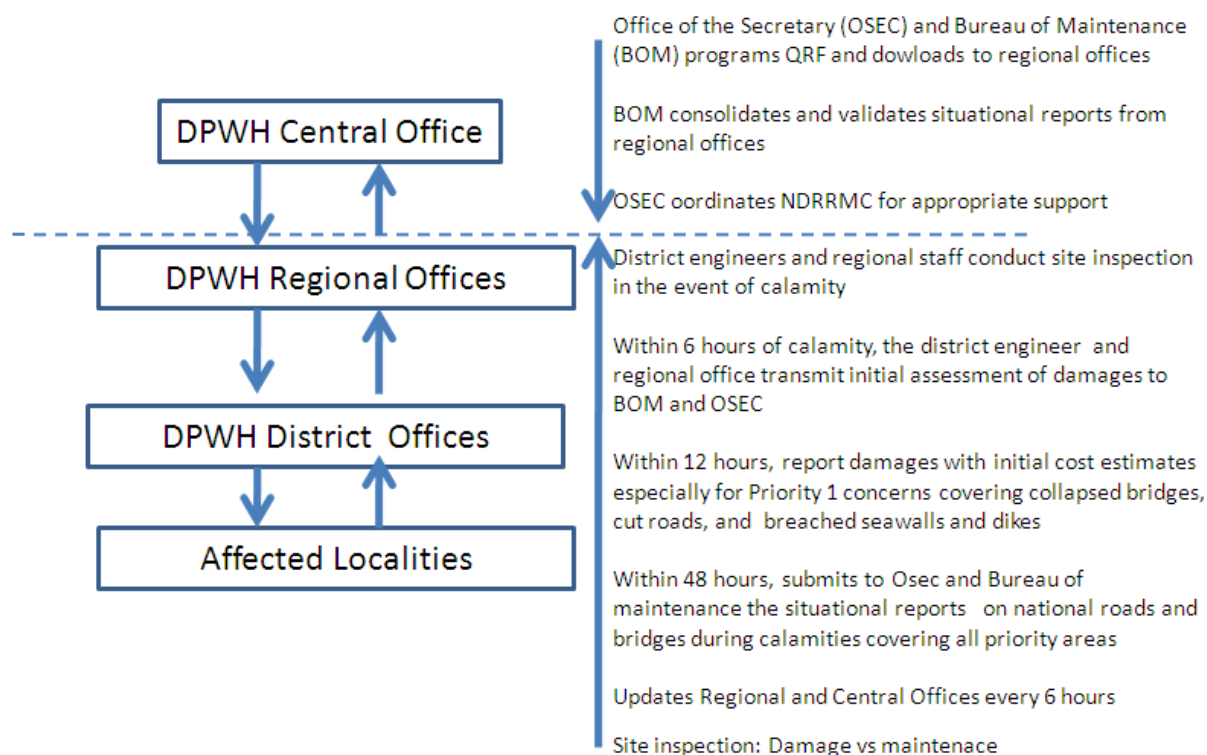 Office of the Secretary (OSEC) and Bureau of Maintenance
(BOM) programs QRF and dowloads to regional offices
DPWH Central Office
BOM consolidates and validates situational reports from
regional offices
OSEC oordinates NDRRMC for appropriate support
DPWH Regional Offices
District engineers and regional staff conduct site inspection
in the event of calamity
Within 6 hours of calamity, the district engineer and
regional office transmit initial assessment of damages to
BOM and OSEC
DPWH District Offices
Within 12 hours, report damages with initial cost estimates
especially for Priority 1 concerns covering collapsed bridges,
cut roads, and breached seawalls and dikes
Affected Localities
Within 48 hours, submits to Osec and Bureau of
maintenance the situational reports on national roads and
bridges during calamities covering all priority areas
Updates Regional and Central Offices every 6 hours
Site inspection: Damage vs maintenace